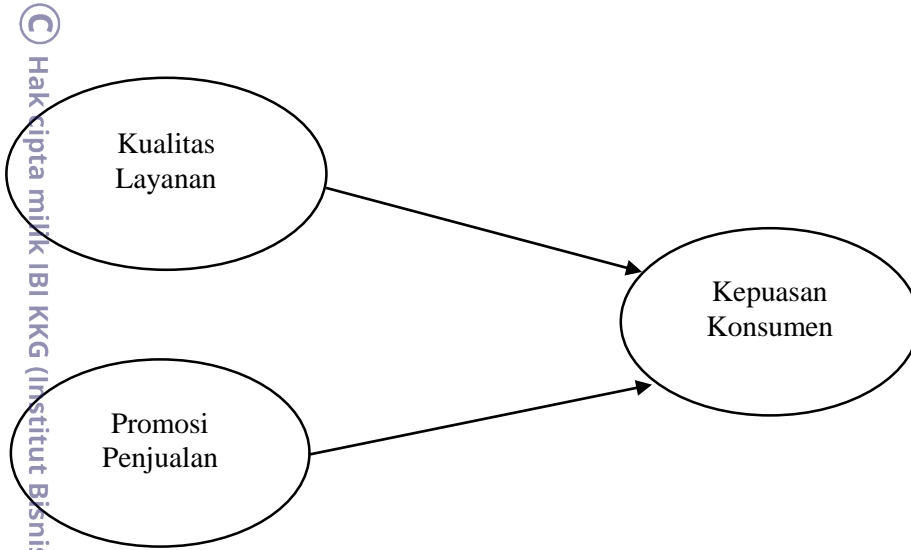 © Hak cipta milik IBI KKG (Institut Bisnis
Kualitas
Layanan
Kepuasan
Konsumen
Promosi
Penjualan